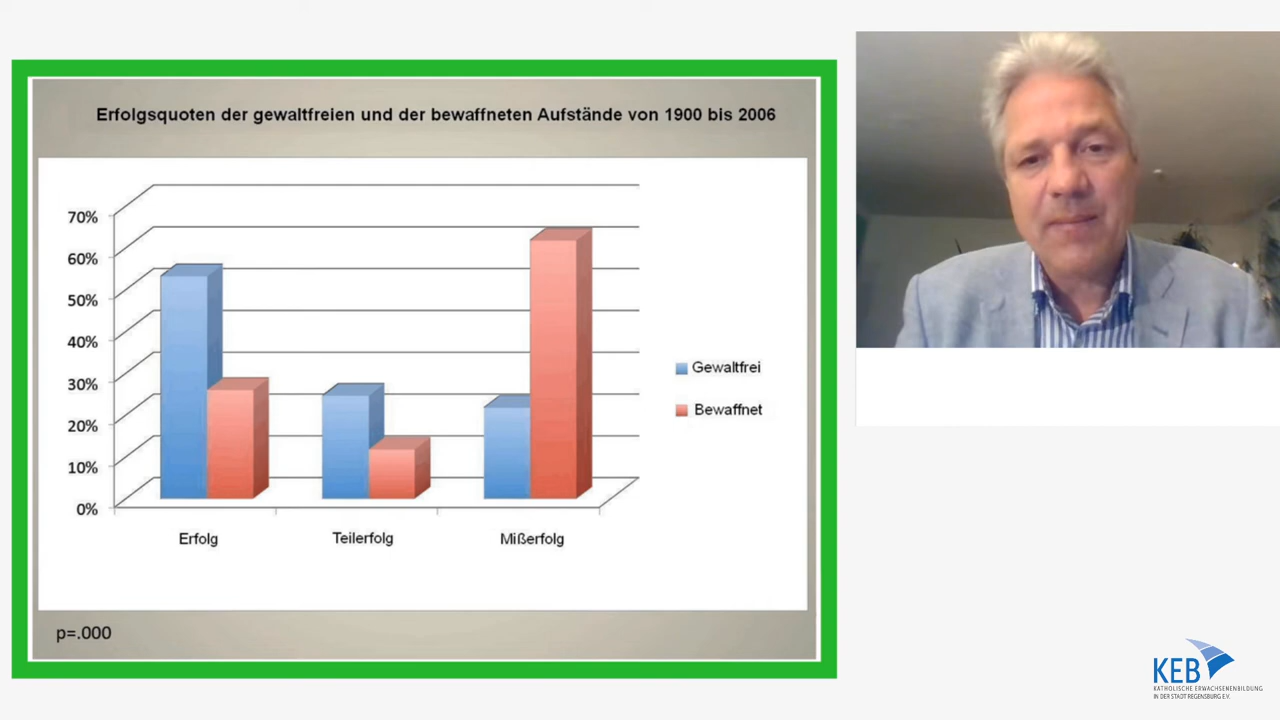 Erfolgsquoten der gewaltfreien und der bewaffneten Aufstände von 1900 bis 2006
70%
60%
50%
40%
30%
20%
10%
0%
Erfolg
Teilerfolg
Mißerfolg
Gewaltfrei
Bewaffnet
p=.000
KEB
KATHOLISCHE ERWACHSENENBILDUNG
IN DER STADT REGENSBURG E.V.